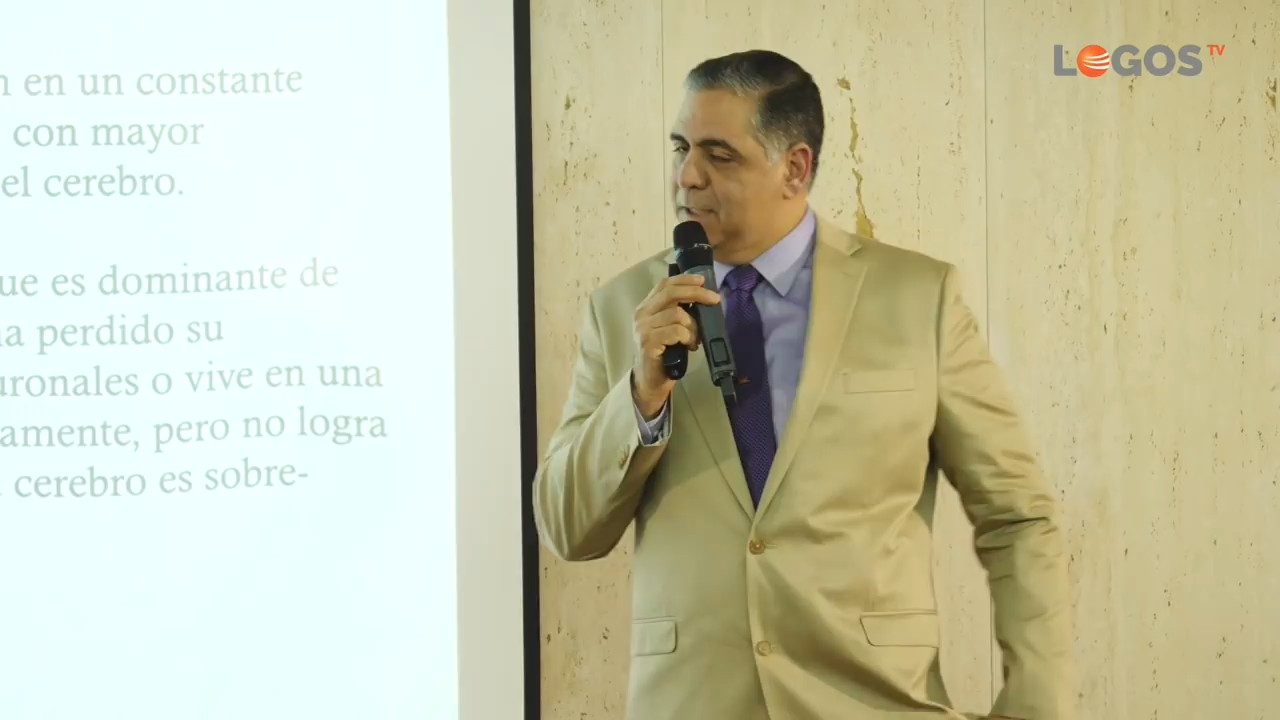 en un constante
con mayor
el cerebro.
ue es dominante de
a perdido su
uronales o vive en una
amente, pero no logra
cerebro es sobre-
LOGOS TV